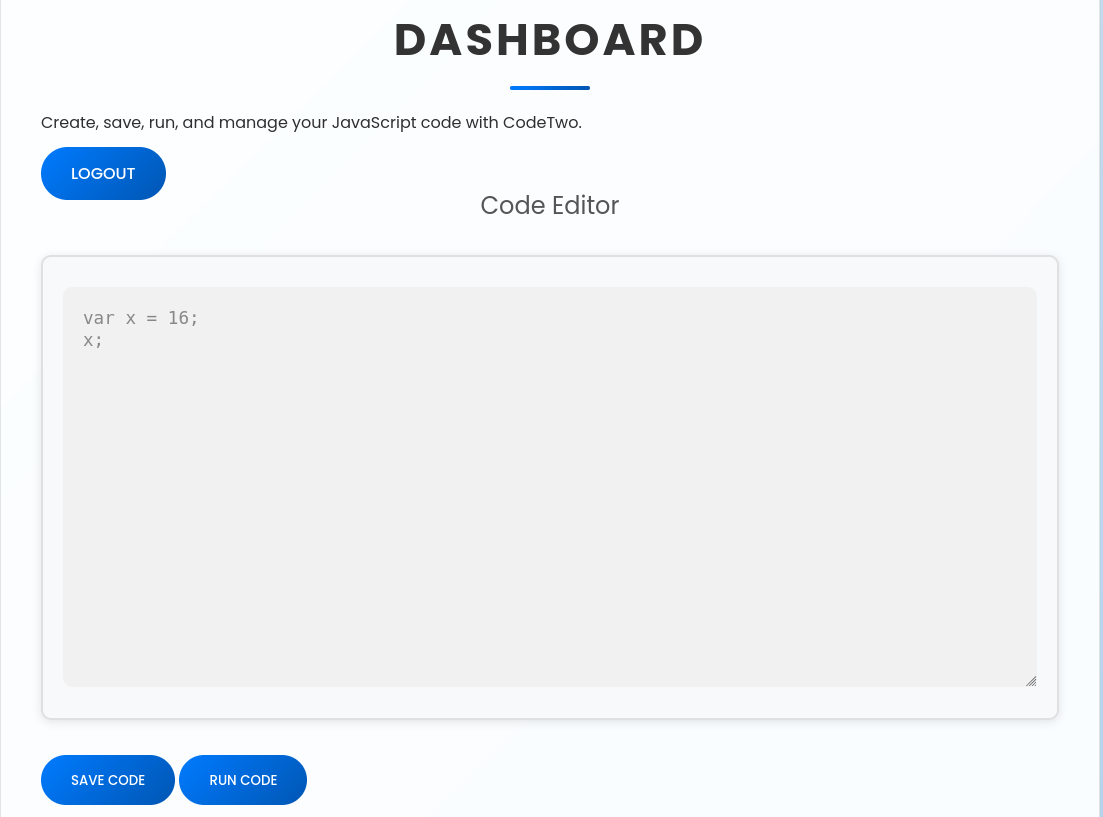 DASHBOARD
Create, save, run, and manage your JavaScript code with CodeTwo.
LOGOUT
Code Editor
var x = 16;
x;
SAVE CODE RUN CODE